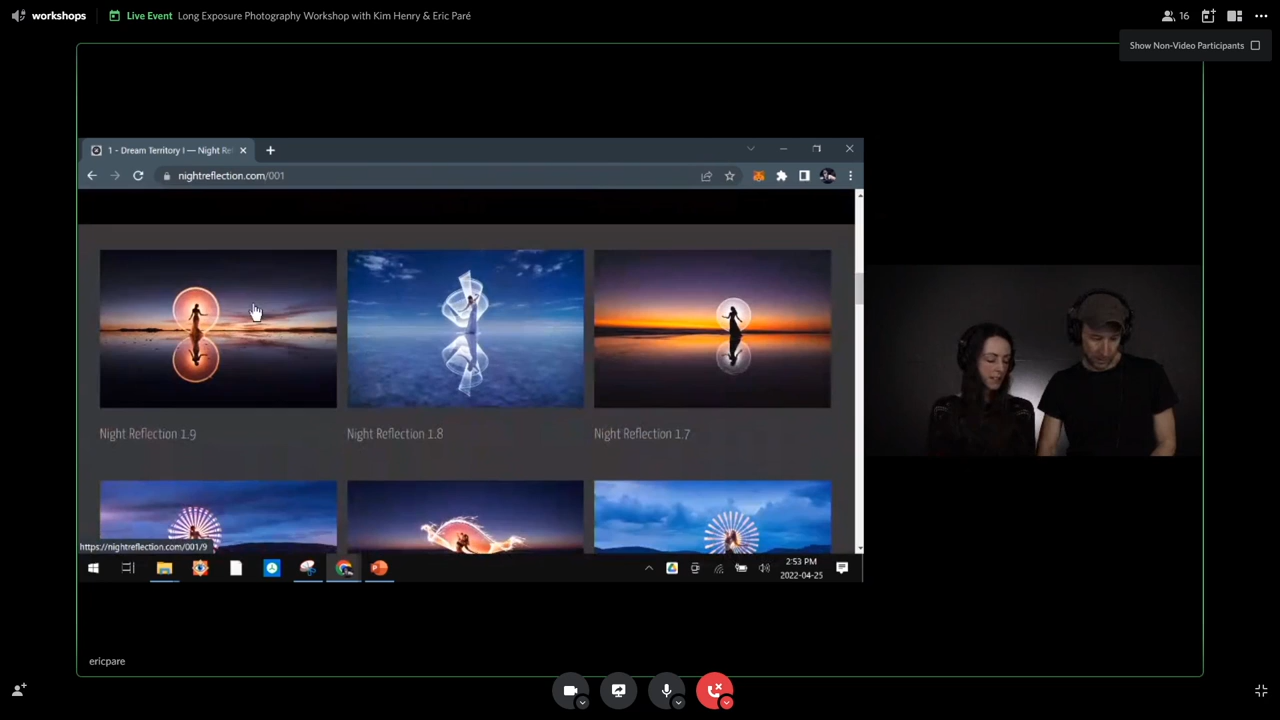 workshops
Live Event Long Exposure Photography Workshop with Kim Henry & Eric Paré
16
Show Non-Video Participants
1 - Dream Territory I — Night Re
nightreflection.com/001
Night Reflection 1.9
Night Reflection 1.8
Night Reflection 1.7
https://nightreflection.com/001/9
2:53 PM
2022-04-25
ericpare